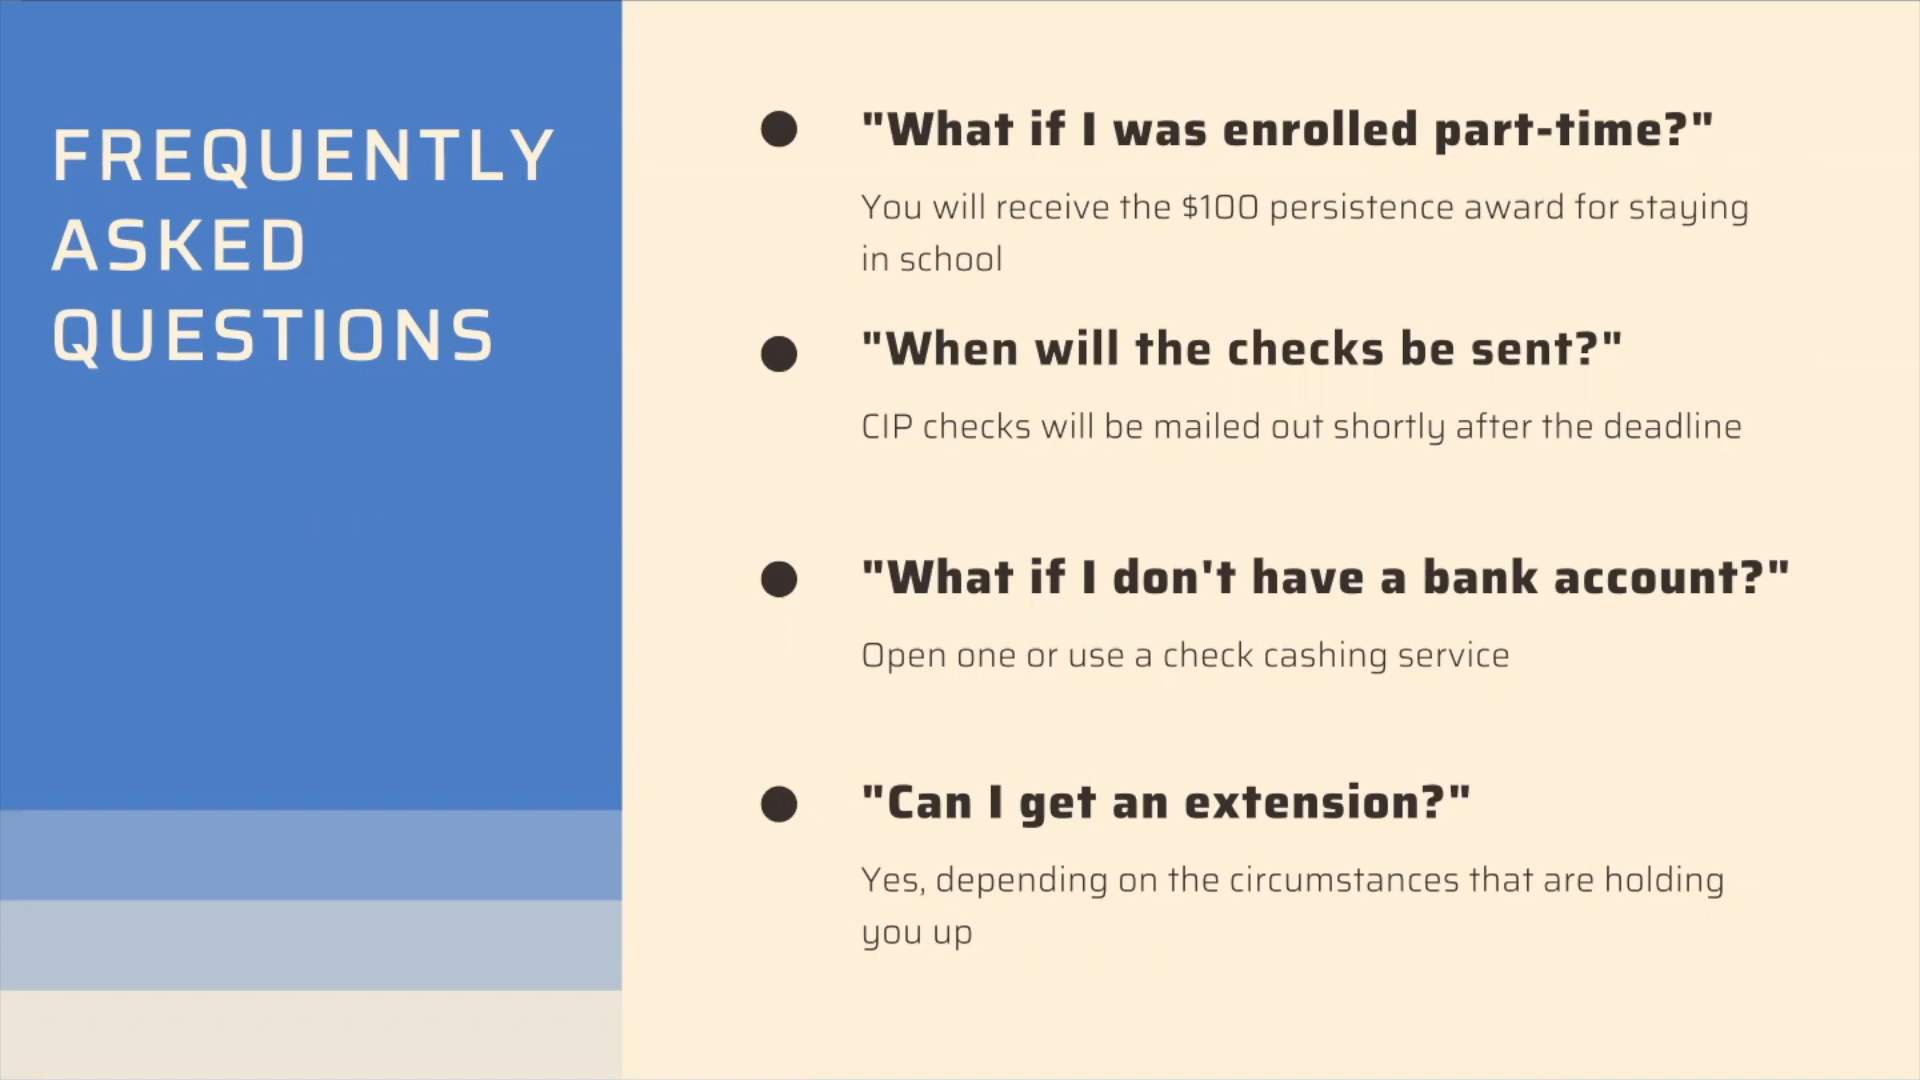 FREQUENTLY
ASKED
QUESTIONS
"What if I was enrolled part-time?"
You will receive the $100 persistence award for staying
in school
"When will the checks be sent?"
CIP checks will be mailed out shortly after the deadline
"What if I don't have a bank account?"
Open one or use a check cashing service
"Can I get an extension?"
Yes, depending on the circumstances that are holding
you up